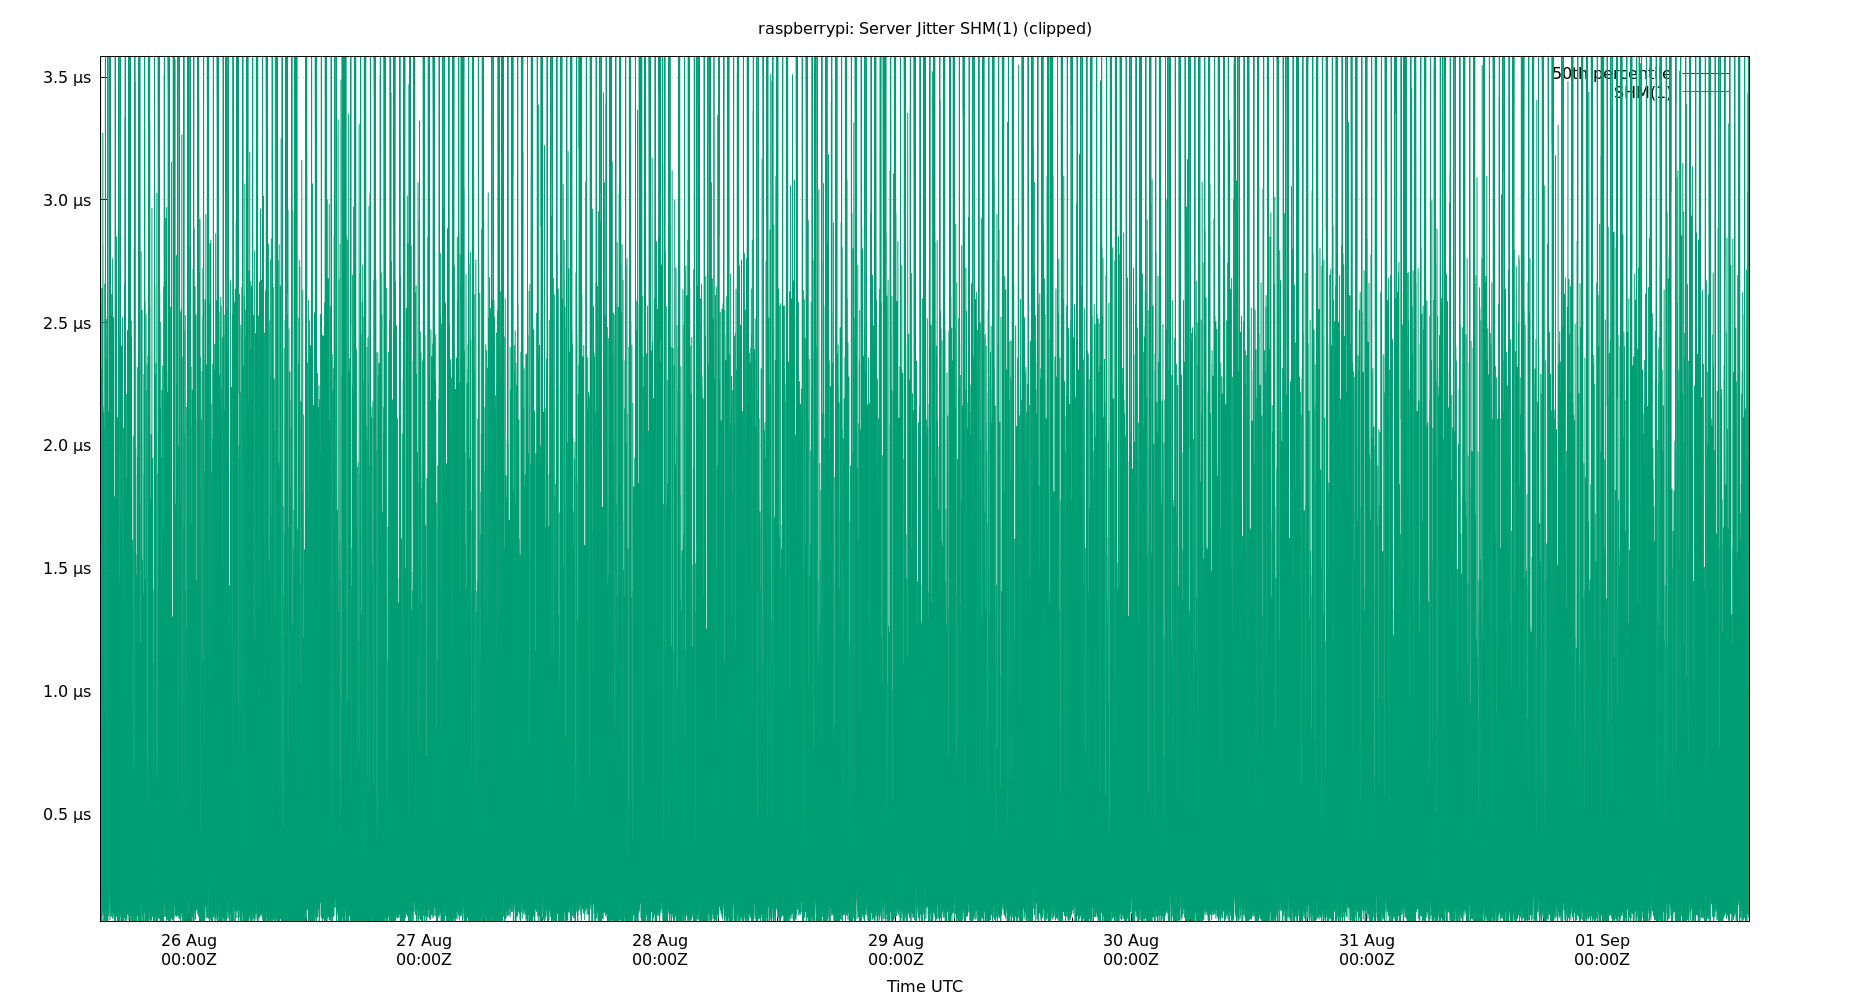 raspberrypi: Server Jitter SHM(1) (clipped)
3.5 µs
3.0 µs
2.5 µs
2.0 µs
1.5 µs
1.0 µs
0.5 µs
50th percentile
SHM(1)
26 Aug
00:00Z
27 Aug
00:00Z
28 Aug
00:00Z
29 Aug
00:00Z
30 Aug
00:00Z
31 Aug
00:00Z
01 Sep
00:00Z
Time UTC